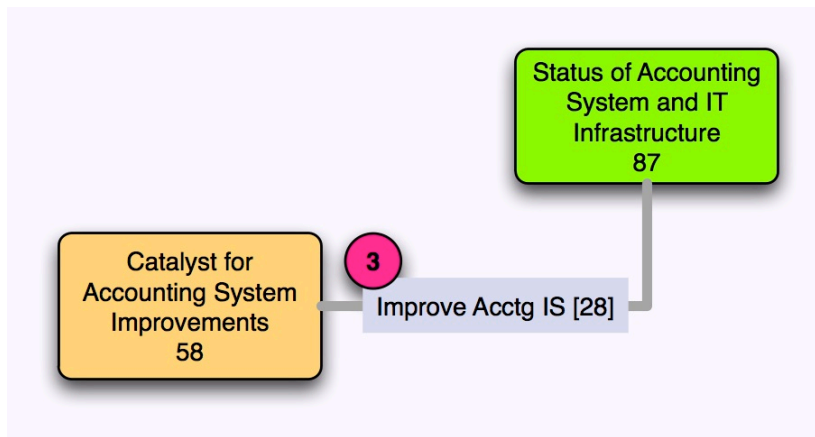 Status of Accounting
System and IT
Infrastructure
87
Catalyst for
Accounting System
Improvements
58
3
Improve Acctg IS [28]